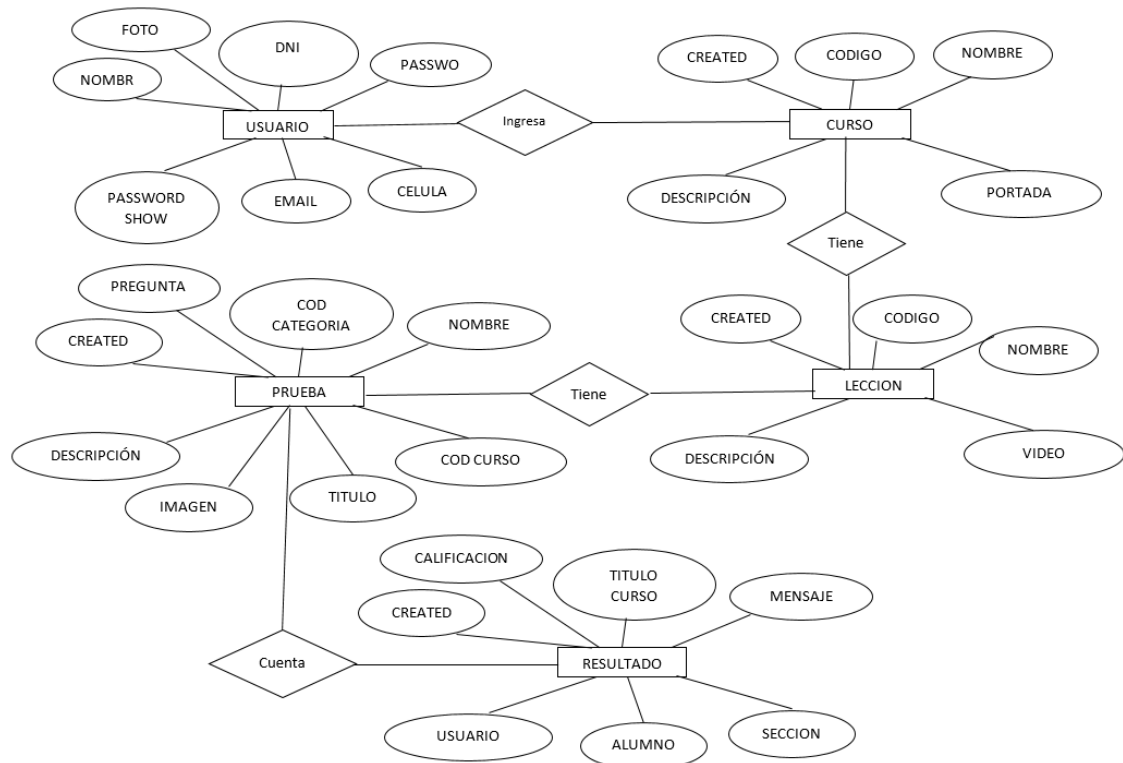 FOTO
DNI
NOMBR
PASSWO
USUARIO
PASSWORD
SHOW
EMAIL
CELULA
Ingresa
CREATED
CODIGO
NOMBRE
CURSO
DESCRIPCIÓN
PORTADA
Tiene
PREGUNTA
COD
CATEGORIA
NOMBRE
CREATED
PRUEBA
DESCRIPCIÓN
IMAGEN
TITULO
COD CURSO
Tiene
CREATED
CODIGO
NOMBRE
LECCION
DESCRIPCIÓN
VIDEO
Cuenta
CALIFICACION
TITULO
CURSO
MENSAJE
CREATED
RESULTADO
USUARIO
ALUMNO
SECCION